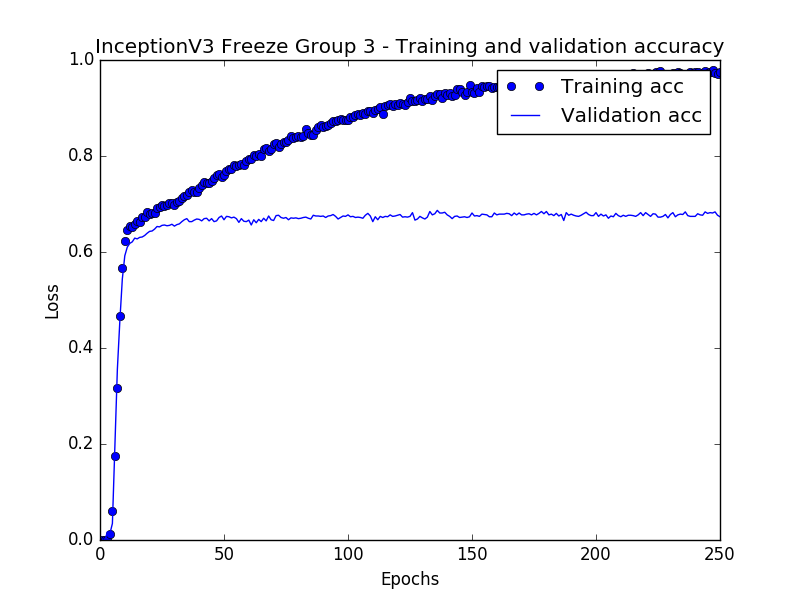 InceptionV3 Freeze Group 3 - Training and validation accuracy
1.0
Training acc
Validation acc
0.8
0.6
Loss
0.4
0.2
0.0
0 50 100 150 200 250
Epochs